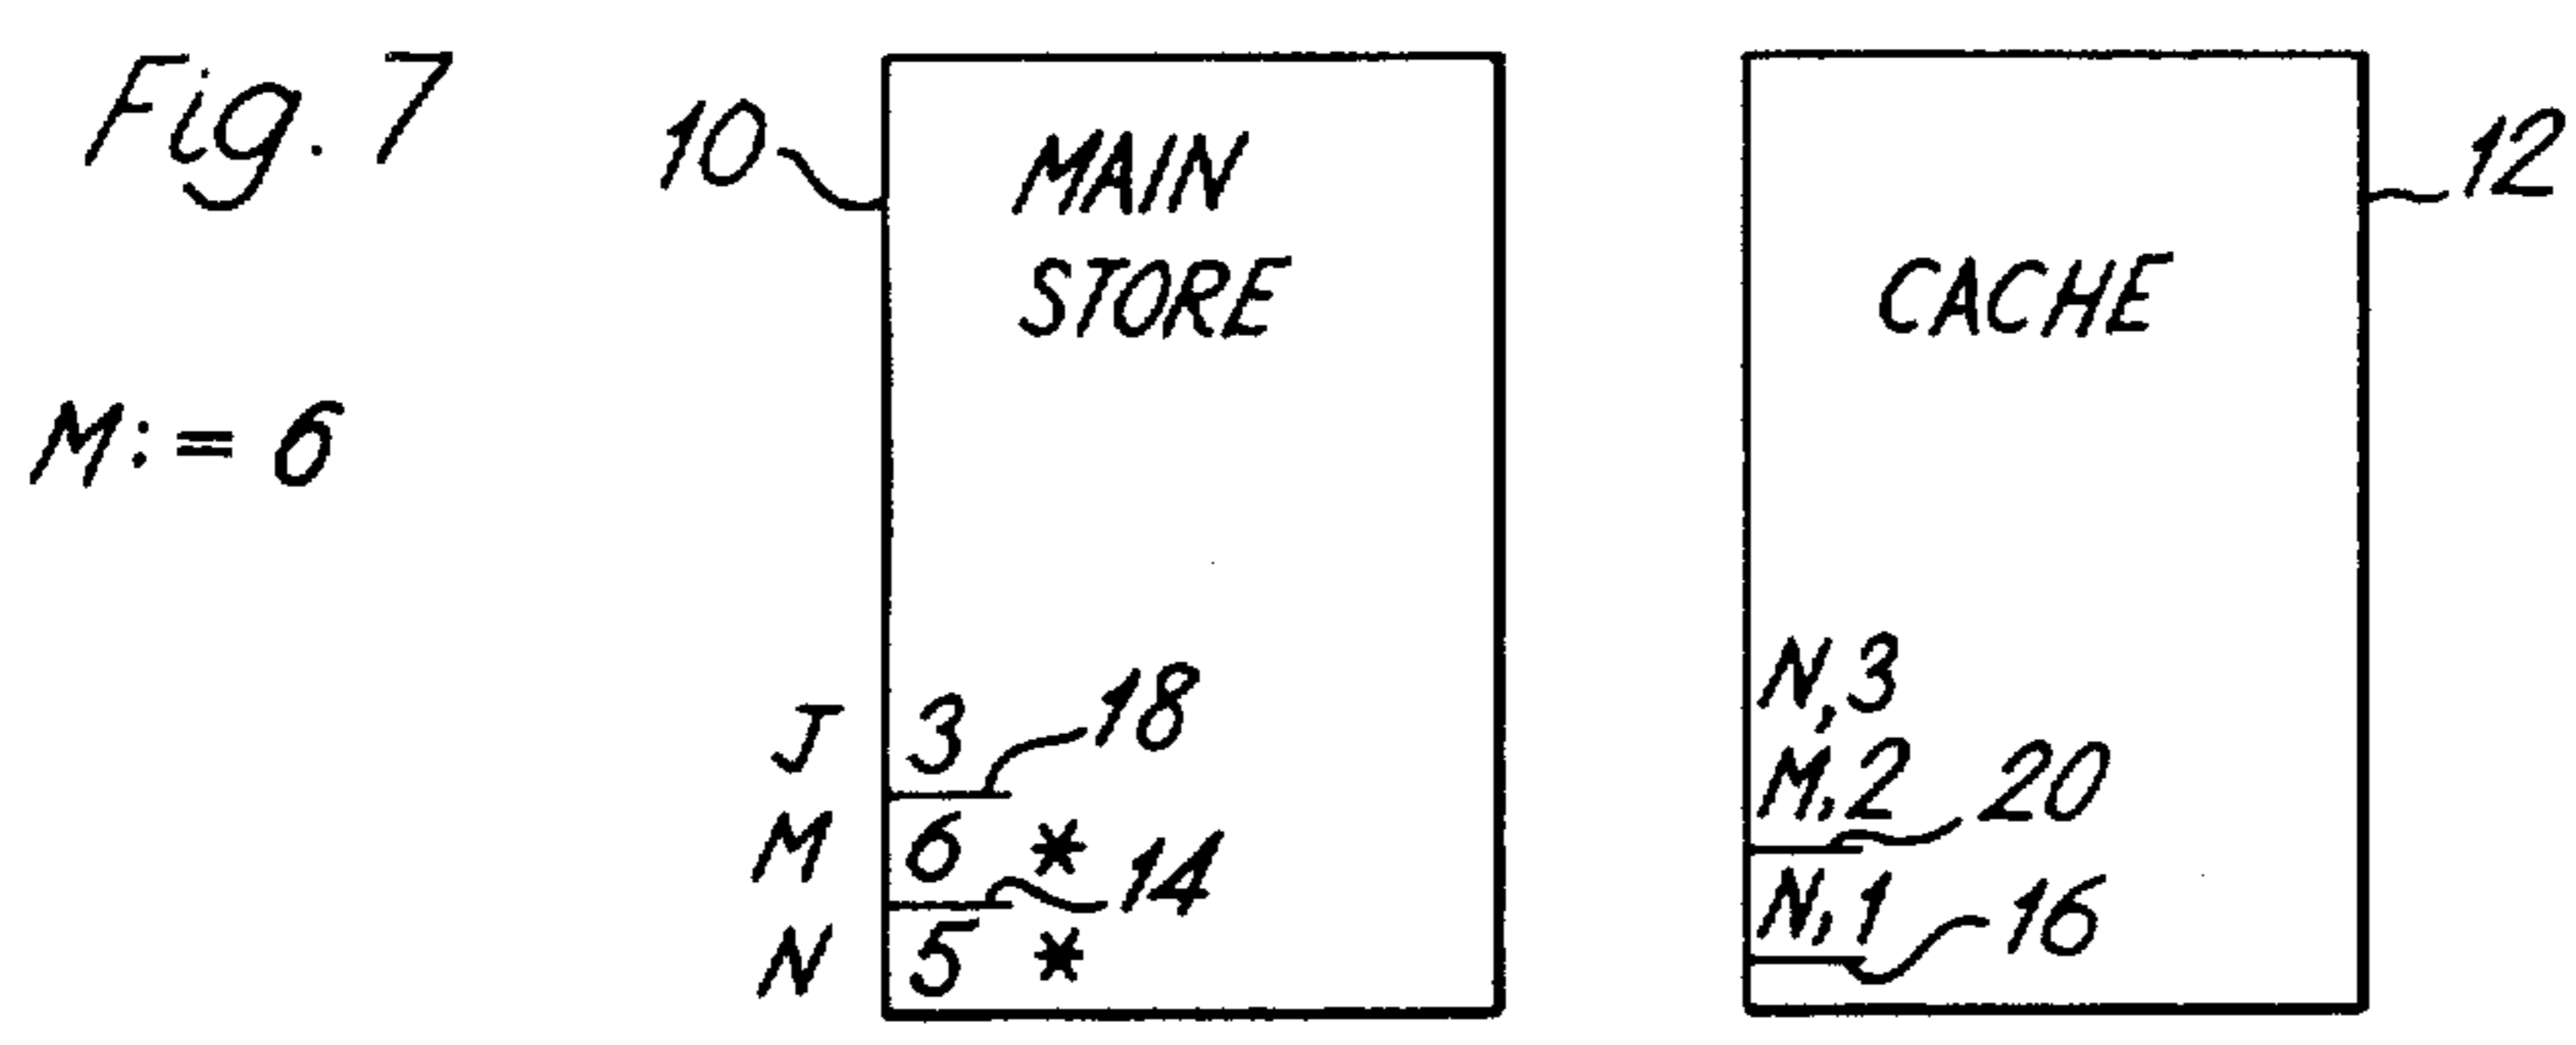 Fig. 7
M:= 6
10
MAIN
STORE
J 3 18
M 6 * 14
N 5 *
12
CACHE
N,3
M,2 20
N,1 16